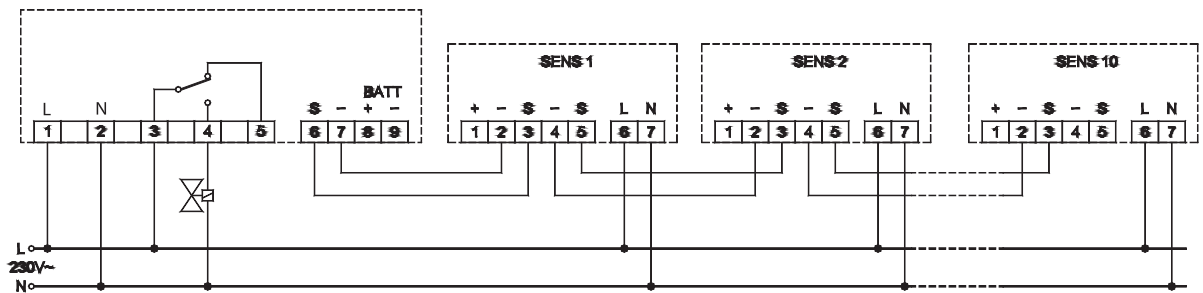 SENS 1 SENS 2 SENS 10
BATT
L N S - + - + - S - S L N + - S - S L N + - S - S L N
1 2 3 4 5 6 7 8 9 1 2 3 4 5 6 7 1 2 3 4 5 6 7 1 2 3 4 5 6 7
L
230V~
N